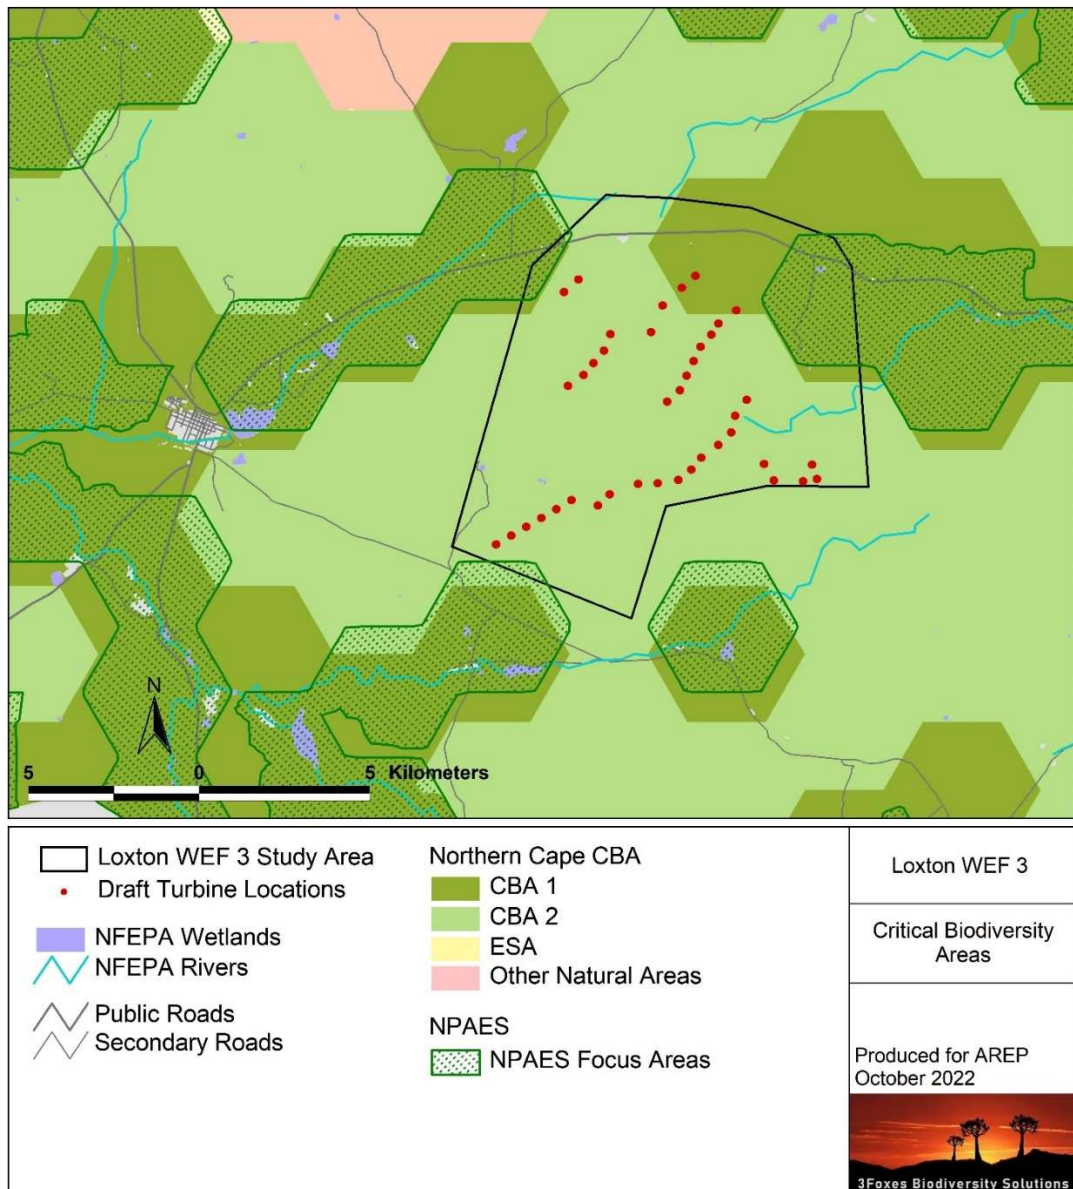 N
5 0 5 Kilometers
Loxton WEF 3 Study Area
Draft Turbine Locations
NFEPA Wetlands
NFEPA Rivers
Public Roads
Secondary Roads
Northern Cape CBA
CBA 1
CBA 2
ESA
Other Natural Areas
NPAES
NPAES Focus Areas
Loxton WEF 3
Critical Biodiversity
Areas
Produced for AREP
October 2022
3Foxes Biodiversity Solutions